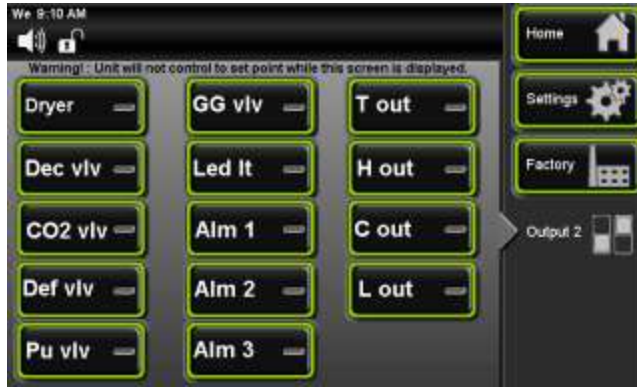 We 9:10 AM
Warning! : Unit will not control to set point while this screen is displayed.
Dryer
GG vlv
T out
Dec vlv
Led lt
H out
CO2 vlv
Alm 1
C out
Def vlv
Alm 2
L out
Pu vlv
Alm 3
Home
Settings
Factory
Output 2